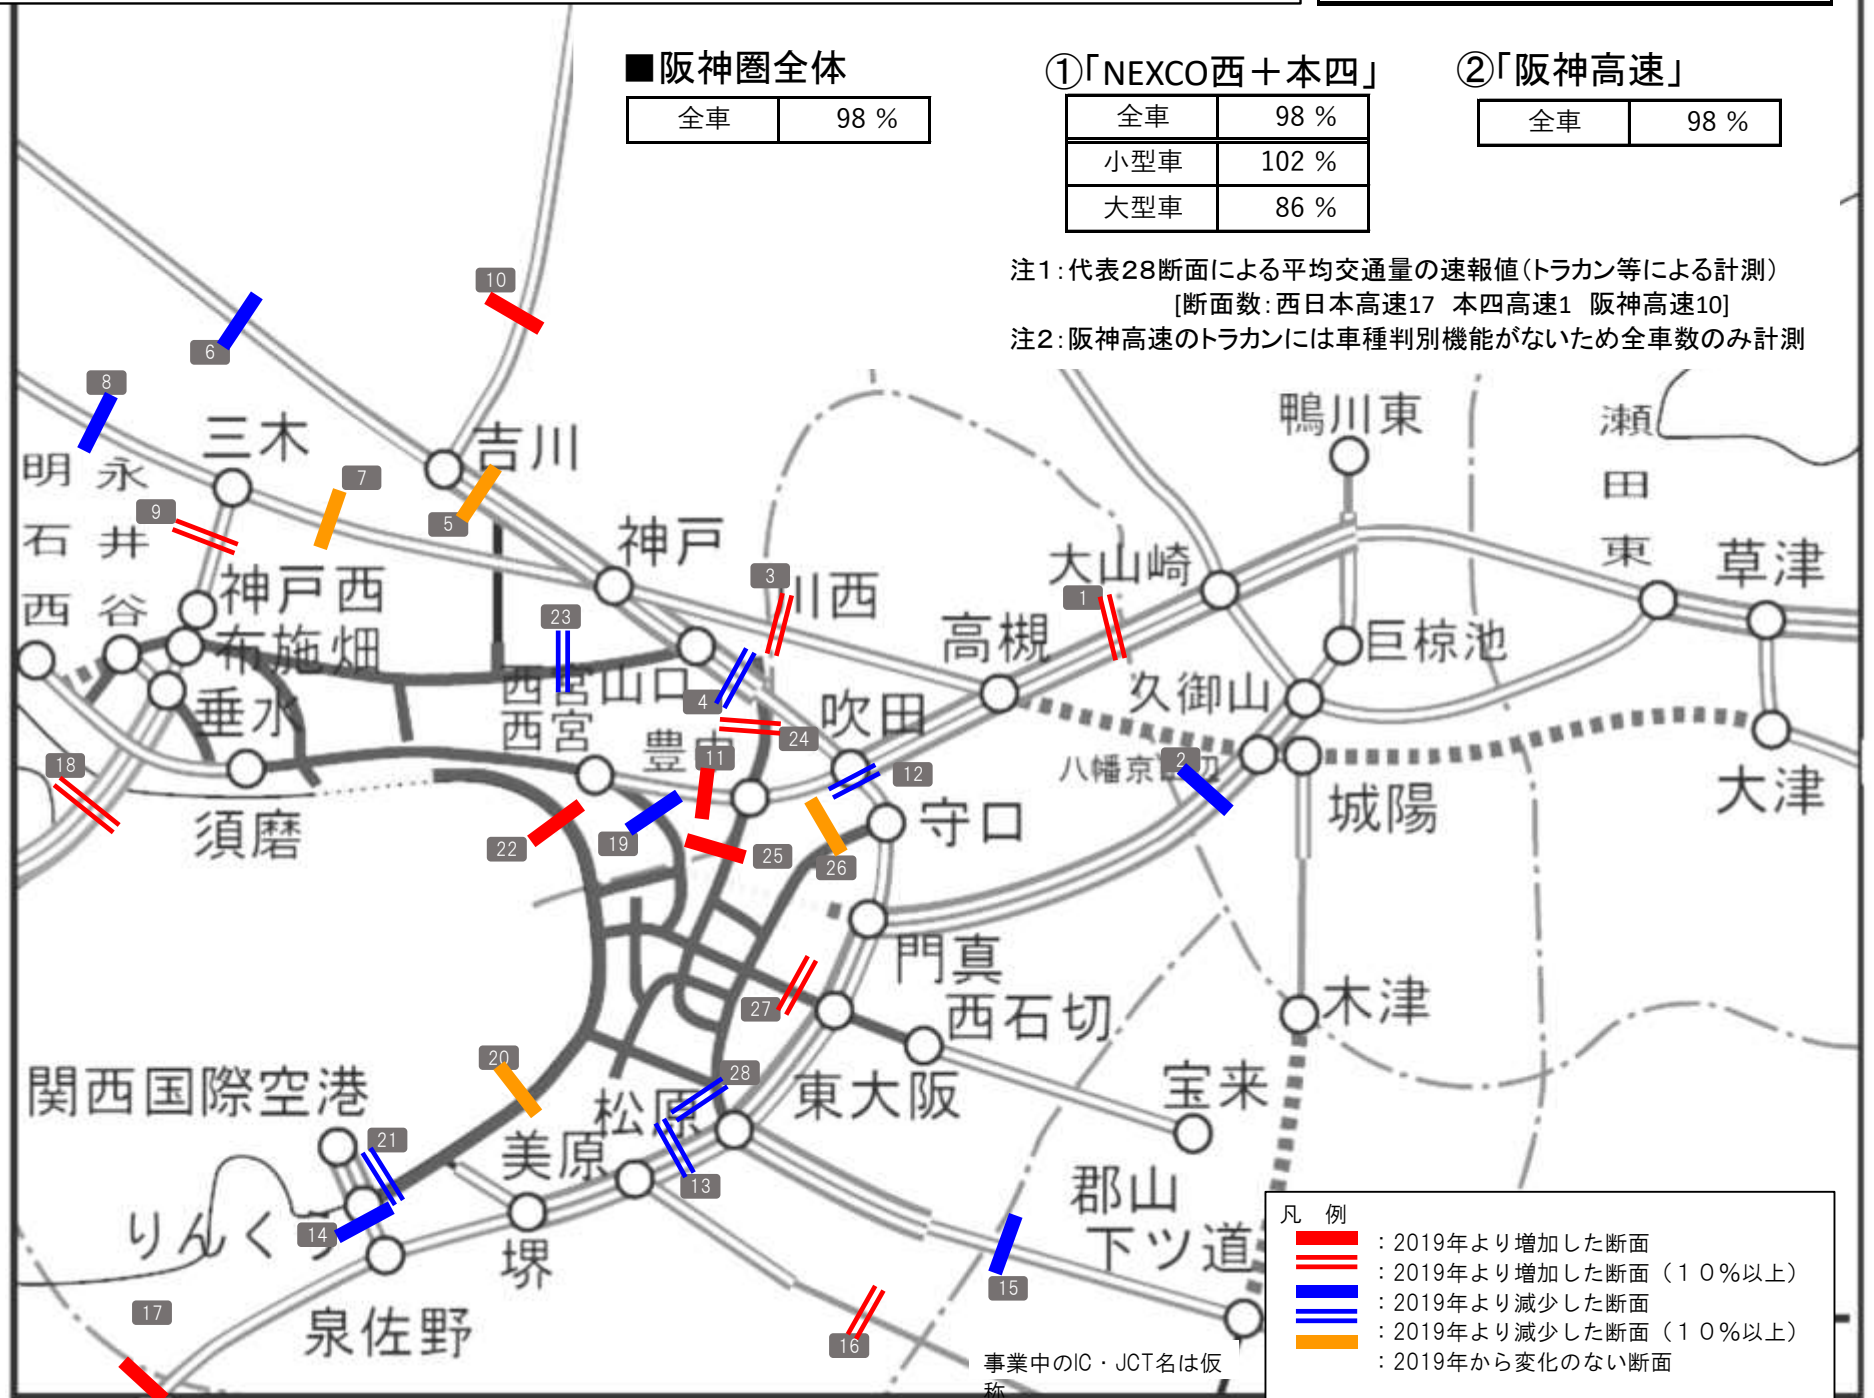 ■阪神圏全体
全車 98 %
①「NEXCO西＋本四」
全車 98 %
小型車 102 %
大型車 86 %
②「阪神高速」
全車 98 %
注１：代表２８断面による平均交通量の速報値（トラカン等による計測）
[断面数：西日本高速17 本四高速1 阪神高速10]
注２：阪神高速のトラカンには車種判別機能がないため全車数のみ計測
10
6
8
三木
吉川
鴨川東
瀬田東
明石西
永井谷
7
9
5
神戸
大山崎
草津
神戸西
3
川西
1
23
高槻
巨椋池
布施畑
西宮山口
4
久御山
垂水
西宮
吹田
24
豊中
11
18
12
八幡京田辺
2
須磨
守口
城陽
大津
22
19
25
26
門真
27
西石切
木津
関西国際空港
20
28
松原
東大阪
宝来
21
美原
13
郡山
りんくう
14
下ツ道
堺
15
17
泉佐野
16
事業中のIC・JCT名は仮
称
凡 例
：2019年より増加した断面
：2019年より増加した断面（１０％以上）
：2019年より減少した断面
：2019年より減少した断面（１０％以上）
：2019年から変化のない断面